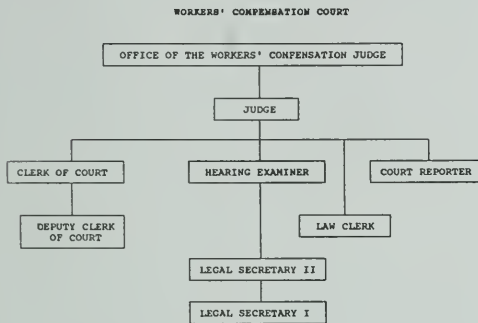 WORKERS' COMPENSATION COURT
OFFICE OF THE WORKERS' COMPENSATION JUDGE
JUDGE
CLERK OF COURT
HEARING EXAMINER
COURT REPORTER
DEPUTY CLERK
OF COURT
LAW CLERK
LEGAL SECRETARY II
LEGAL SECRETARY I